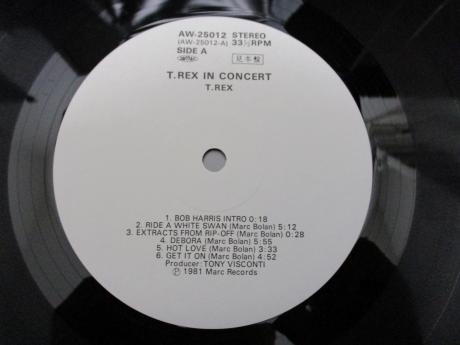 AW-25012 STEREO
(AW-25012-A) 33⅓RPM
SIDE A
見本盤
T.REX IN CONCERT
T.REX
1. BOB HARRIS INTRO 0:18
2. RIDE A WHITE SWAN (Marc Bolan) 5:12
3. EXTRACTS FROM RIP-OFF (Marc Bolan) 0:28
4. DEBORA (Marc Bolan) 5:55
5. HOT LOVE (Marc Bolan) 3:33
6. GET IT ON (Marc Bolan) 4:52
Producer: TONY VISCONTI
℗ 1981 Marc Records